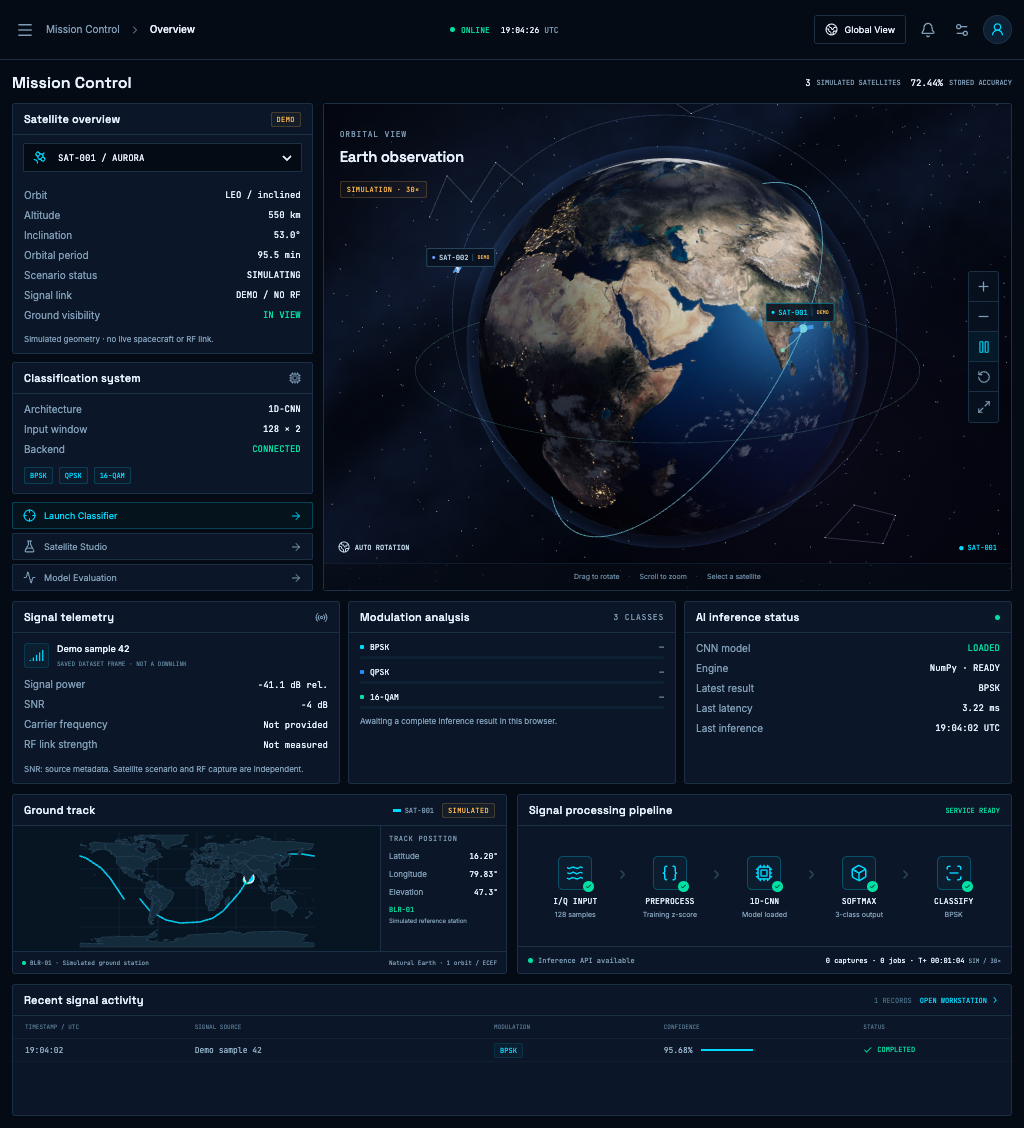 Mission Control > Overview
ONLINE 19:04:26 UTC
Global View
Mission Control
3 SIMULATED SATELLITES 72.44% STORED ACCURACY
Satellite overview DEMO
SAT-001 / AURORA
Orbit LEO / inclined
Altitude 550 km
Inclination 53.0°
Orbital period 95.5 min
Scenario status SIMULATING
Signal link DEMO / NO RF
Ground visibility IN VIEW
Simulated geometry · no live spacecraft or RF link.
Classification system
Architecture 1D-CNN
Input window 128 × 2
Backend CONNECTED
BPSK QPSK 16-QAM
Launch Classifier
Satellite Studio
Model Evaluation
ORBITAL VIEW
Earth observation
SIMULATION · 30×
SAT-002 DEMO
SAT-001 DEMO
AUTO ROTATION
SAT-001
Drag to rotate · Scroll to zoom · Select a satellite
Signal telemetry
Demo sample 42
SAVED DATASET FRAME · NOT A DOWNLINK
Signal power -41.1 dB rel.
SNR -4 dB
Carrier frequency Not provided
RF link strength Not measured
SNR: source metadata. Satellite scenario and RF capture are independent.
Modulation analysis 3 CLASSES
BPSK —
QPSK —
16-QAM —
Awaiting a complete inference result in this browser.
AI inference status
CNN model LOADED
Engine NumPy · READY
Latest result BPSK
Last latency 3.22 ms
Last inference 19:04:02 UTC
Ground track SAT-001 SIMULATED
TRACK POSITION
Latitude 16.20°
Longitude 79.83°
Elevation 47.3°
BLR-01
Simulated reference station
BLR-01 · Simulated ground station
Natural Earth · 1 orbit / ECEF
Signal processing pipeline SERVICE READY
I/Q INPUT PREPROCESS 1D-CNN SOFTMAX CLASSIFY
128 samples Training z-score Model loaded 3-class output BPSK
Inference API available
0 captures · 0 jobs · T+ 00:01:04 SIM / 30×
Recent signal activity 1 RECORDS OPEN WORKSTATION
TIMESTAMP / UTC SIGNAL SOURCE MODULATION CONFIDENCE STATUS
19:04:02 Demo sample 42 BPSK 95.68% COMPLETED